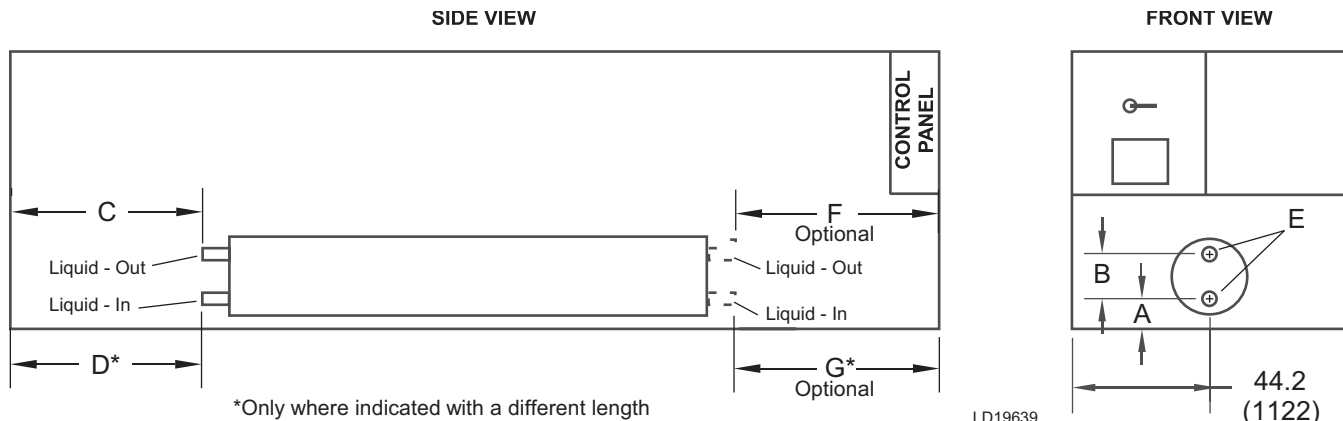 SIDE VIEW
FRONT VIEW
CONTROL
PANEL
C
F
Optional
E
Liquid - Out
Liquid - Out
B
Liquid - In
Liquid - In
A
D*
G*
Optional
44.2
(1122)
*Only where indicated with a different length
LD19639